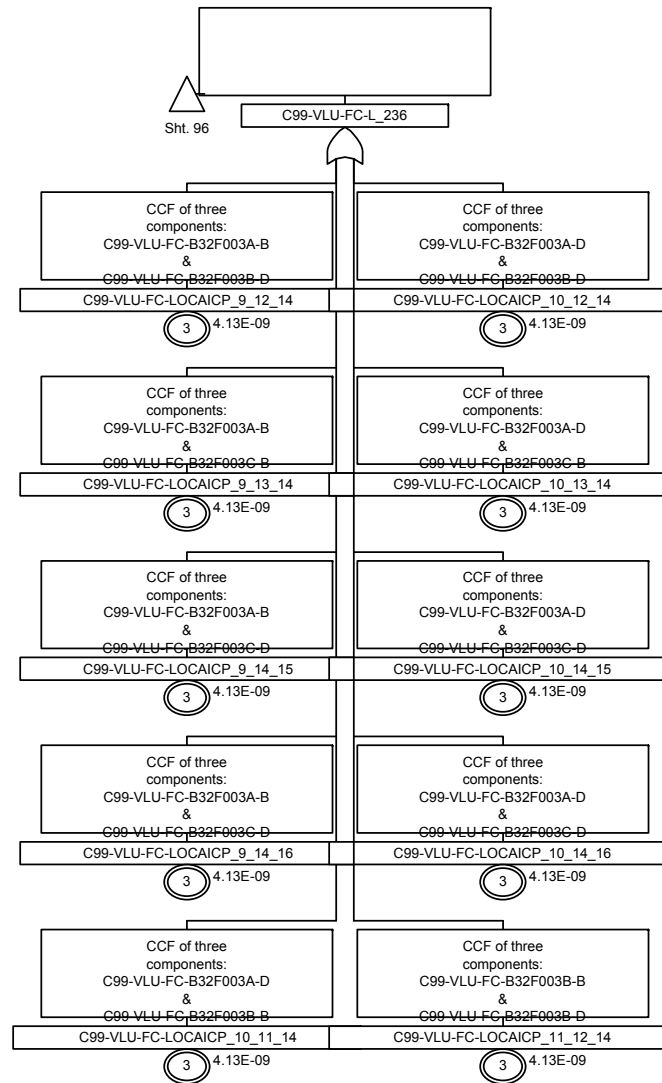 Sht. 96
C99-VLU-FC-L_236
CCF of three
components:
C99-VLU-FC-B32F003A-B
&
C99-VLU-FC-B32F003B-D
C99-VLU-FC-LOCAICP_9_12_14
3
4.13E-09
CCF of three
components:
C99-VLU-FC-B32F003A-D
&
C99-VLU-FC-B32F003B-D
C99-VLU-FC-LOCAICP_10_12_14
3
4.13E-09
CCF of three
components:
C99-VLU-FC-B32F003A-B
&
C99-VLU-FC-B32F003C-B
C99-VLU-FC-LOCAICP_9_13_14
3
4.13E-09
CCF of three
components:
C99-VLU-FC-B32F003A-D
&
C99-VLU-FC-B32F003C-B
C99-VLU-FC-LOCAICP_10_13_14
3
4.13E-09
CCF of three
components:
C99-VLU-FC-B32F003A-B
&
C99-VLU-FC-B32F003C-D
C99-VLU-FC-LOCAICP_9_14_15
3
4.13E-09
CCF of three
components:
C99-VLU-FC-B32F003A-D
&
C99-VLU-FC-B32F003C-D
C99-VLU-FC-LOCAICP_10_14_15
3
4.13E-09
CCF of three
components:
C99-VLU-FC-B32F003A-B
&
C99-VLU-FC-B32F003C-D
C99-VLU-FC-LOCAICP_9_14_16
3
4.13E-09
CCF of three
components:
C99-VLU-FC-B32F003A-D
&
C99-VLU-FC-B32F003C-D
C99-VLU-FC-LOCAICP_10_14_16
3
4.13E-09
CCF of three
components:
C99-VLU-FC-B32F003A-D
&
C99-VLU-FC-B32F003B-B
C99-VLU-FC-LOCAICP_10_11_14
3
4.13E-09
CCF of three
components:
C99-VLU-FC-B32F003B-B
&
C99-VLU-FC-B32F003B-D
C99-VLU-FC-LOCAICP_11_12_14
3
4.13E-09